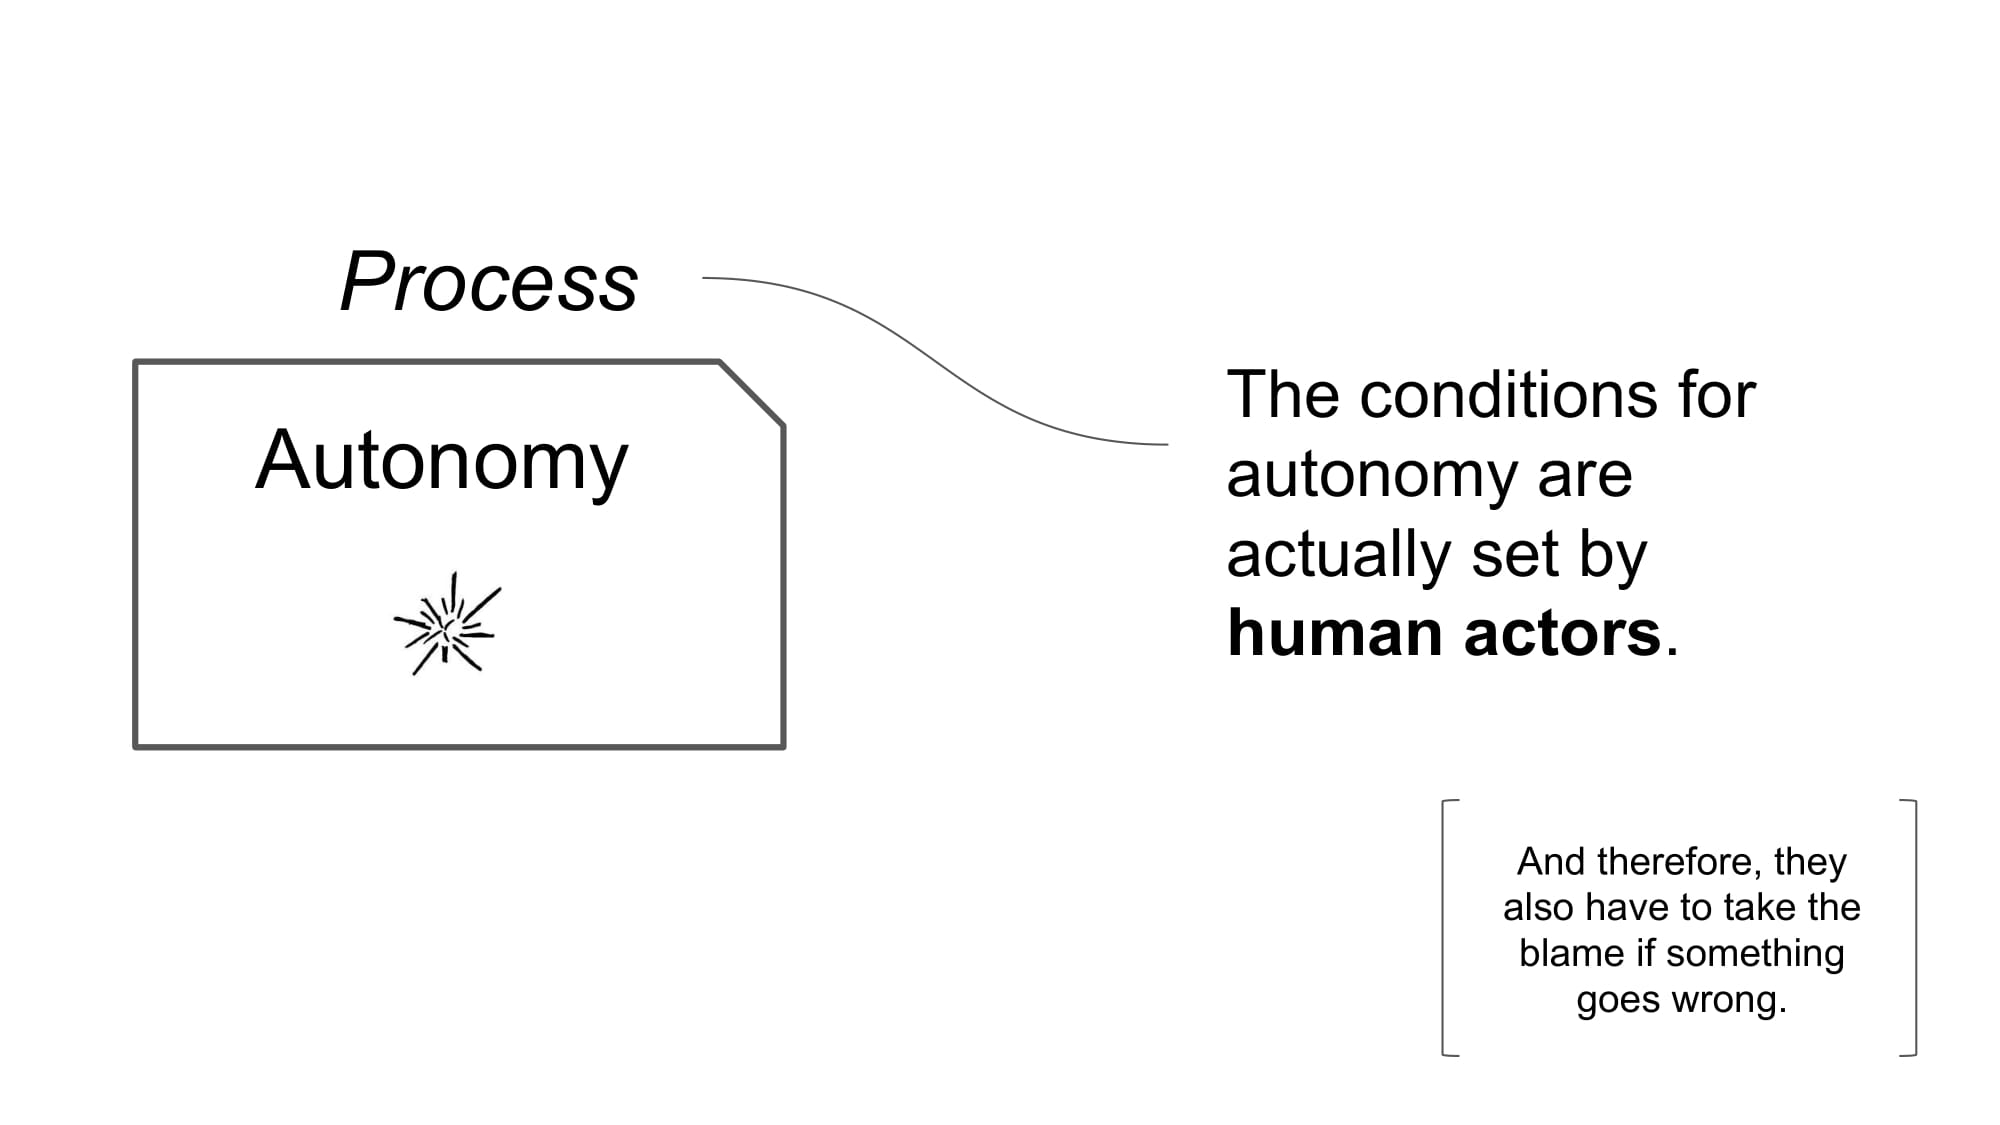 Process
Autonomy
The conditions for
autonomy are
actually set by
human actors.
And therefore, they
also have to take the
blame if something
goes wrong.